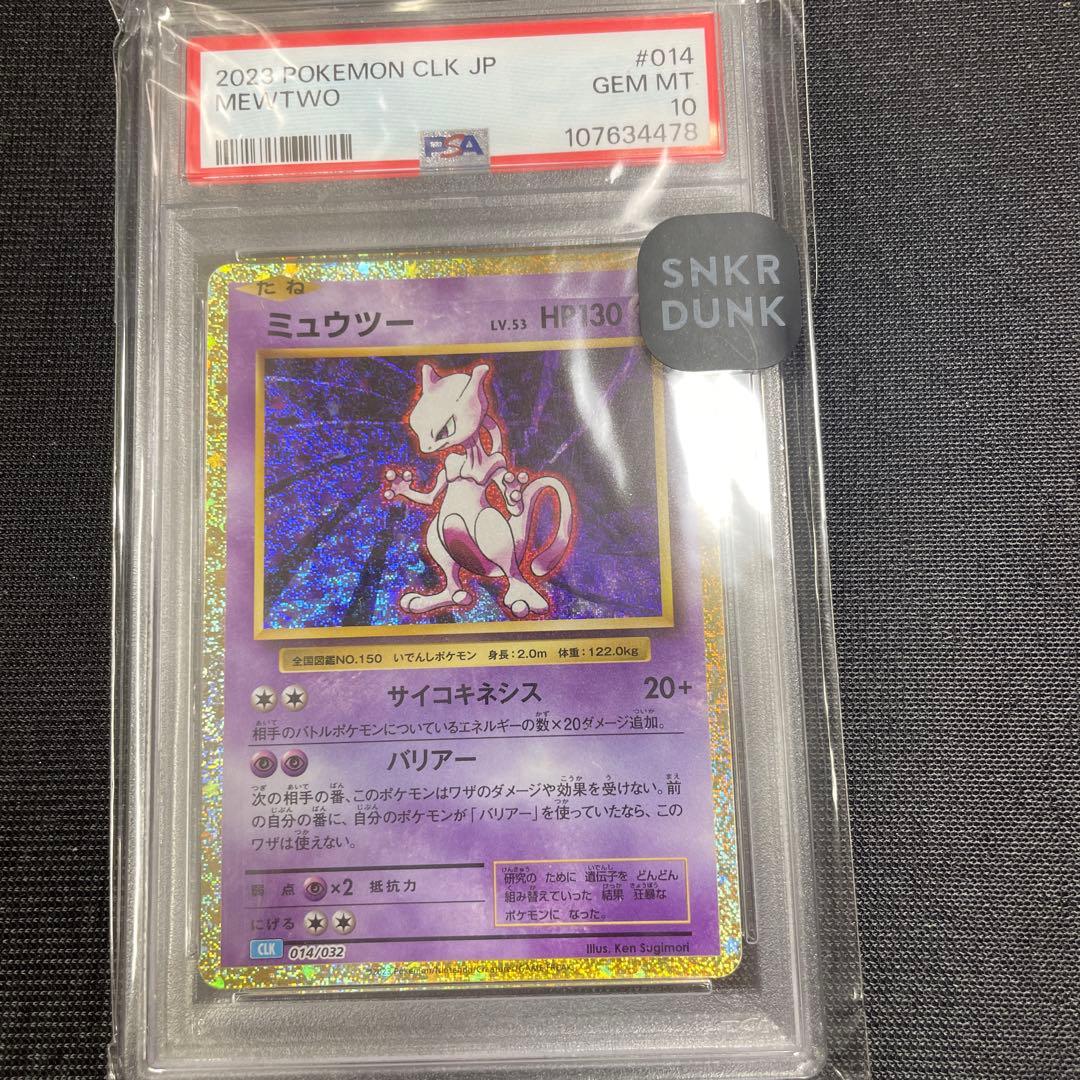 2023 POKEMON CLK JP
#014
MEWTWO
GEM MT
10
107634478
PSA
SNKR
DUNK
たね
ミュウツー
LV.53 HP130
全国図鑑NO.150 いでんしポケモン 身長:2.0m 体重:122.0kg
サイコキネシス 20+
相手のバトルポケモンについているエネルギーの数×20ダメージ追加。
バリアー
次の相手の番、このポケモンはワザのダメージや効果を受けない。前
の自分の番に、自分のポケモンが「バリアー」を使っていたなら、この
ワザは使えない。
弱点 ×2 抵抗力
にげる
研究の ために 遺伝子を どんどん
組み替えていった 結果 狂暴な
ポケモンに なった。
CLK 014/032
Illus. Ken Sugimori